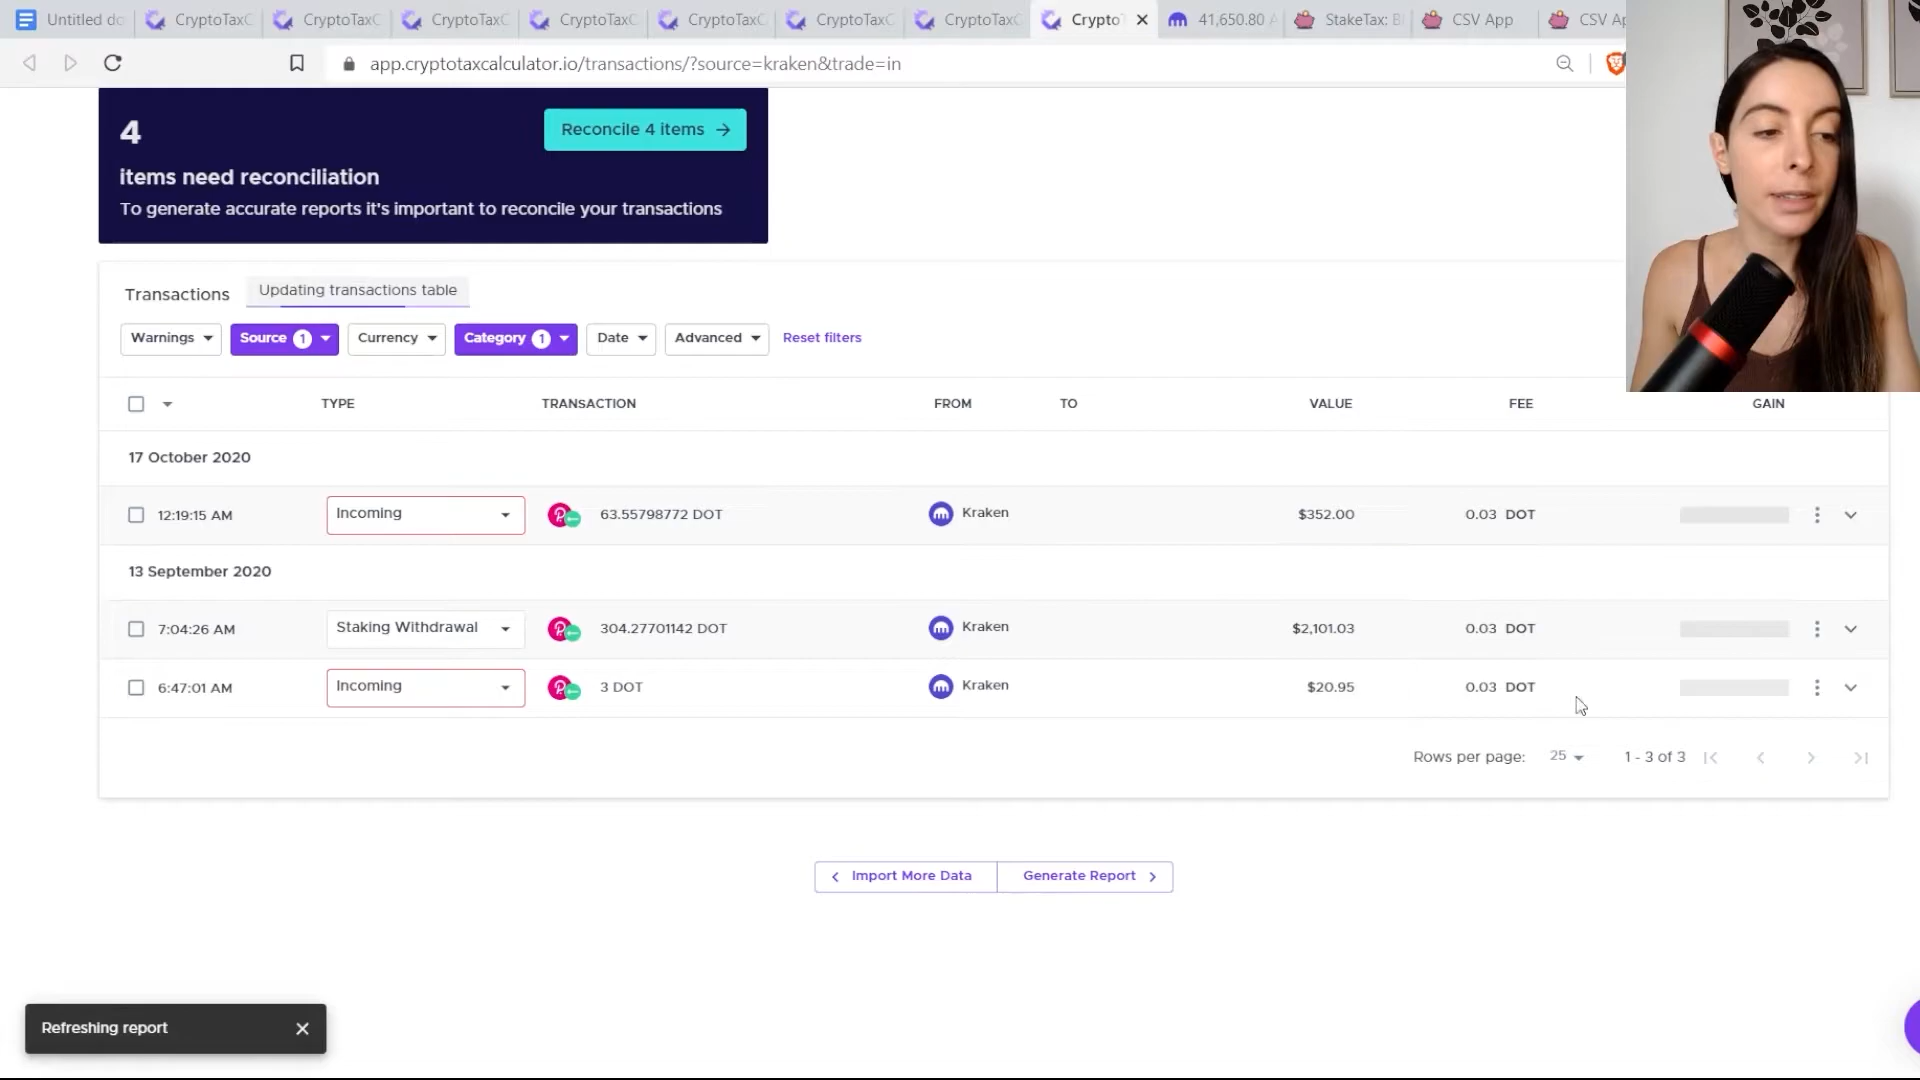 Untitled do
CryptoTaxC
CryptoTaxC
CryptoTaxC
CryptoTaxC
CryptoTaxC
CryptoTaxC
CryptoTaxC
Crypto
41,650.80
StakeTax:
CSV App
CSV Ap
app.cryptotaxcalculator.io/transactions/?source=kraken&trade=in
4
Reconcile 4 items →
items need reconciliation
To generate accurate reports it's important to reconcile your transactions
Transactions
Updating transactions table
Warnings
Source 1
Currency
Category 1
Date
Advanced
Reset filters
TYPE TRANSACTION FROM TO VALUE FEE GAIN
17 October 2020
12:19:15 AM Incoming 63.55798772 DOT Kraken $352.00 0.03 DOT
13 September 2020
7:04:26 AM Staking Withdrawal 304.27701142 DOT Kraken $2,101.03 0.03 DOT
6:47:01 AM Incoming 3 DOT Kraken $20.95 0.03 DOT
Rows per page: 25 1 - 3 of 3
Import More Data
Generate Report
Refreshing report